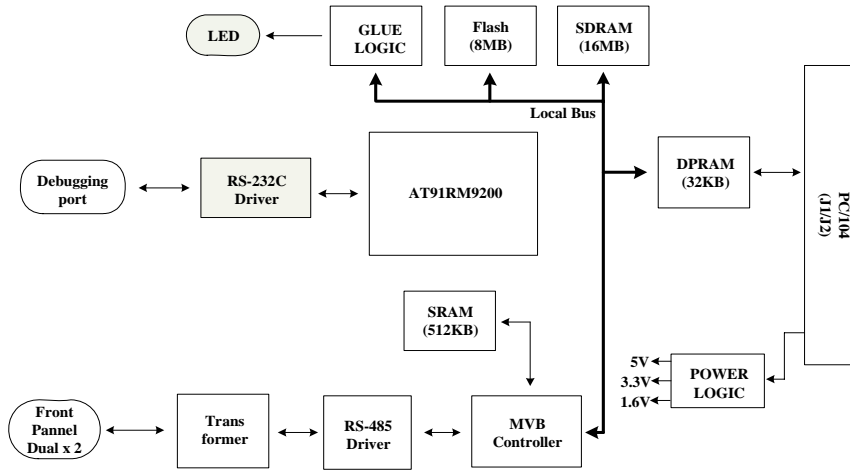 LED
GLUE
LOGIC
Flash
(8MB)
SDRAM
(16MB)
Local Bus
Debugging
port
RS-232C
Driver
AT91RM9200
DPRAM
(32KB)
PC/104
(J1/J2)
SRAM
(512KB)
5V
3.3V
1.6V
POWER
LOGIC
Front
Pannel
Dual x 2
Trans
former
RS-485
Driver
MVB
Controller